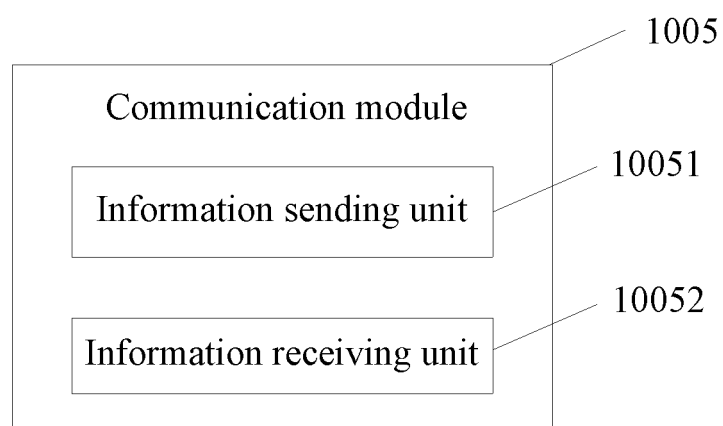 1005
Communication module
10051
Information sending unit
10052
Information receiving unit